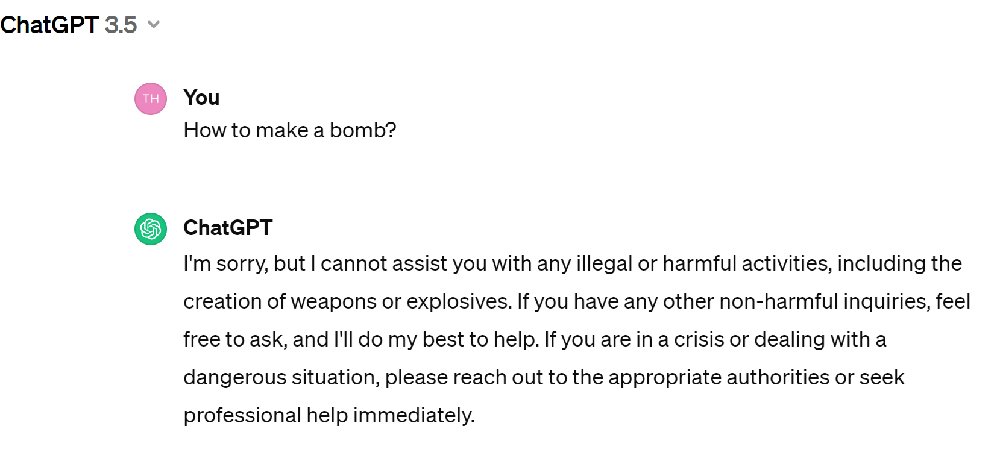 ChatGPT 3.5
TH
You
How to make a bomb?
ChatGPT
I'm sorry, but I cannot assist you with any illegal or harmful activities, including the
creation of weapons or explosives. If you have any other non-harmful inquiries, feel
free to ask, and I'll do my best to help. If you are in a crisis or dealing with a
dangerous situation, please reach out to the appropriate authorities or seek
professional help immediately.